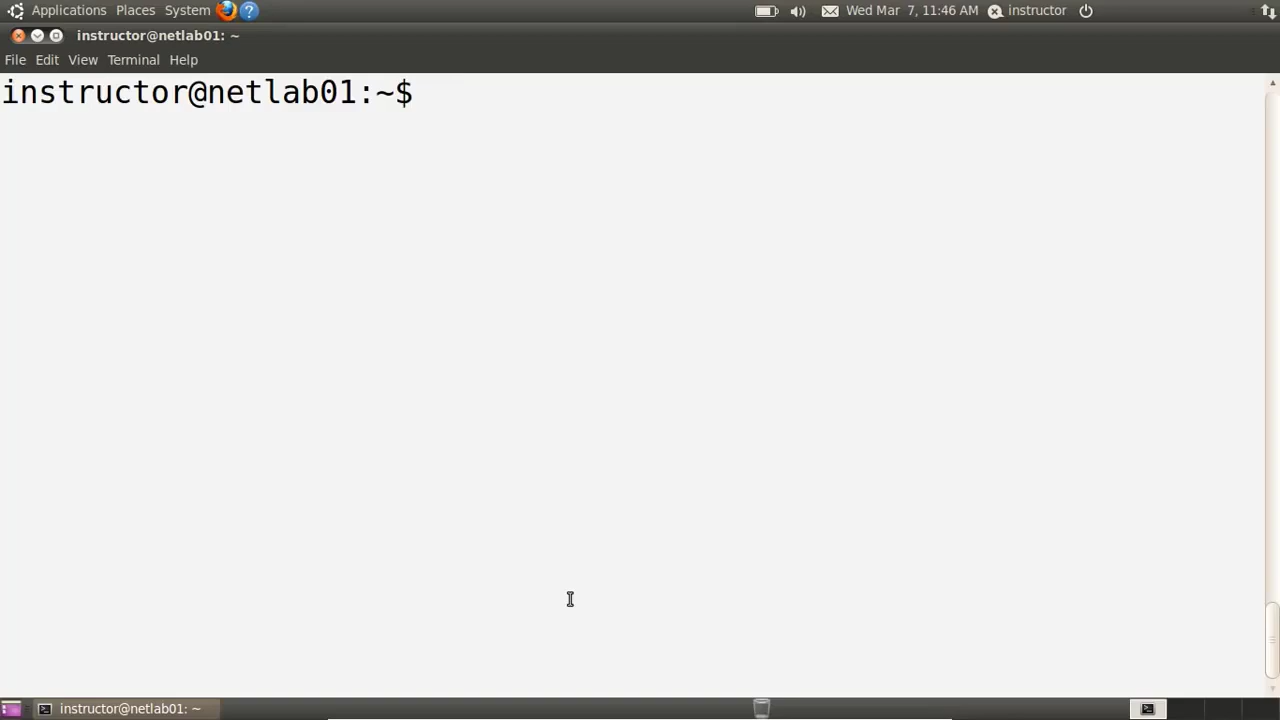 Applications Places System Wed Mar 7, 11:46 AM instructor
instructor@netlab01: ~
File Edit View Terminal Help
instructor@netlab01:~$
instructor@netlab01: ~